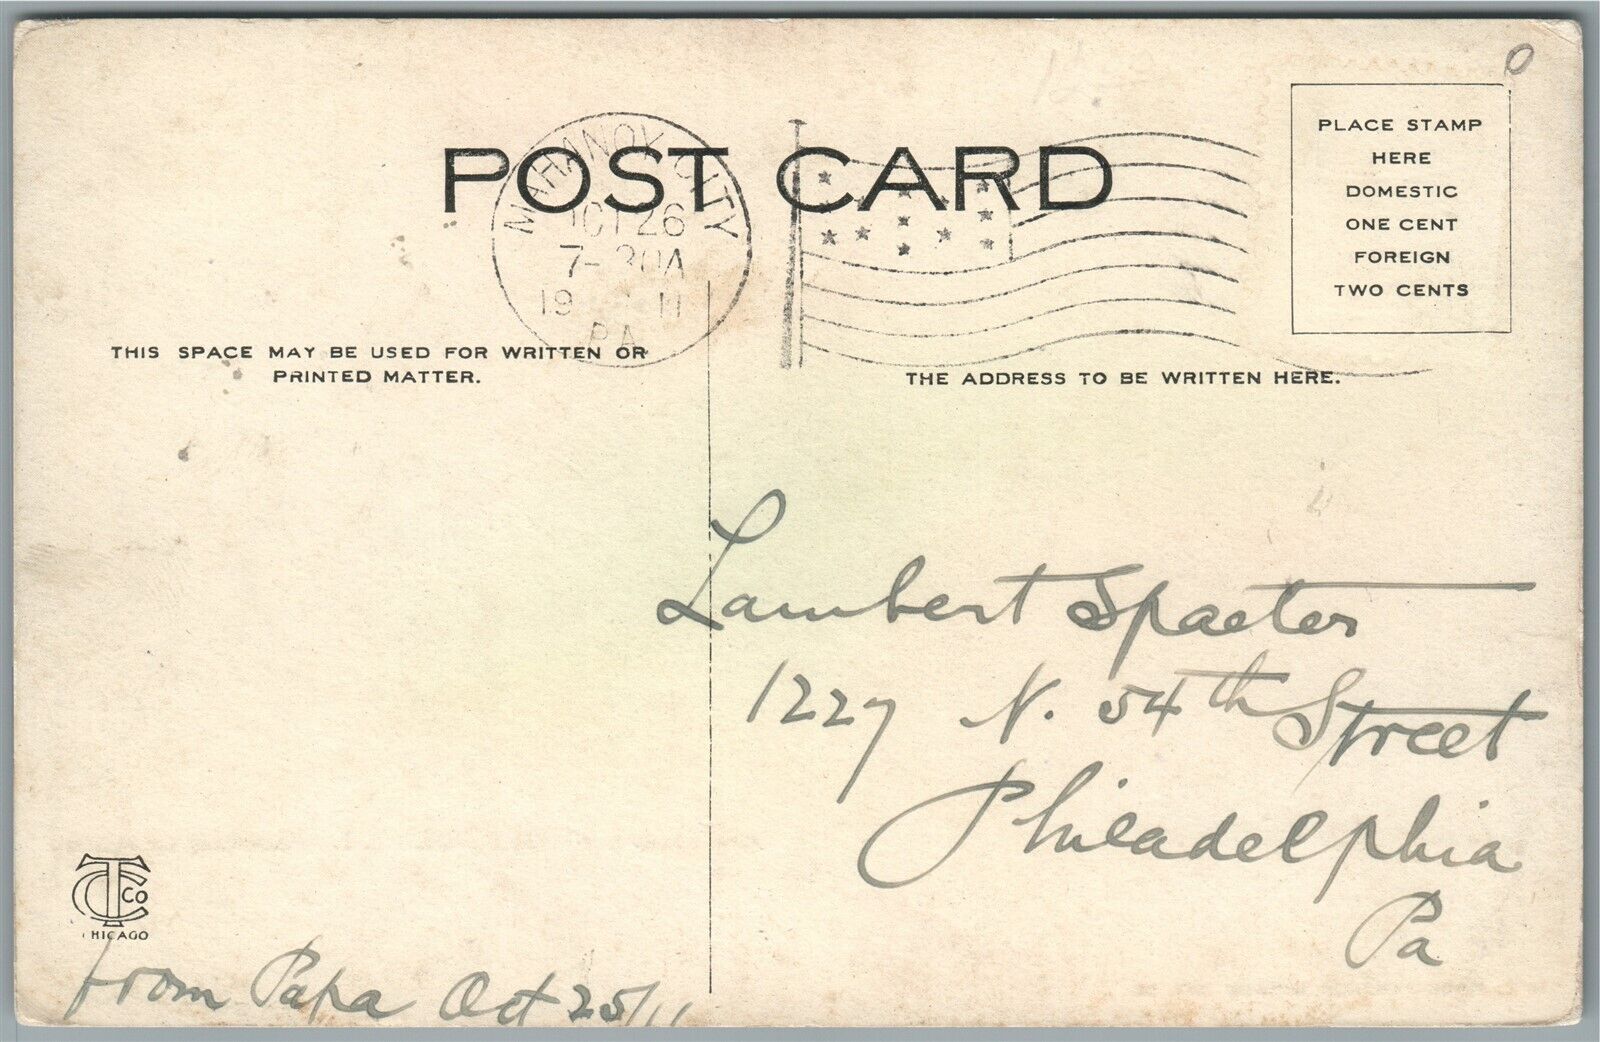 POST CARD
MAHANOY CITY
OCT 26
7-30A
19 11
PA
PLACE STAMP
HERE
DOMESTIC
ONE CENT
FOREIGN
TWO CENTS
THIS SPACE MAY BE USED FOR WRITTEN OR
PRINTED MATTER.
THE ADDRESS TO BE WRITTEN HERE.
Lambert Spaeter
1227 N. 54th Street
Philadelphia
Pa
CTCO
CHICAGO
from Papa Oct 25/11